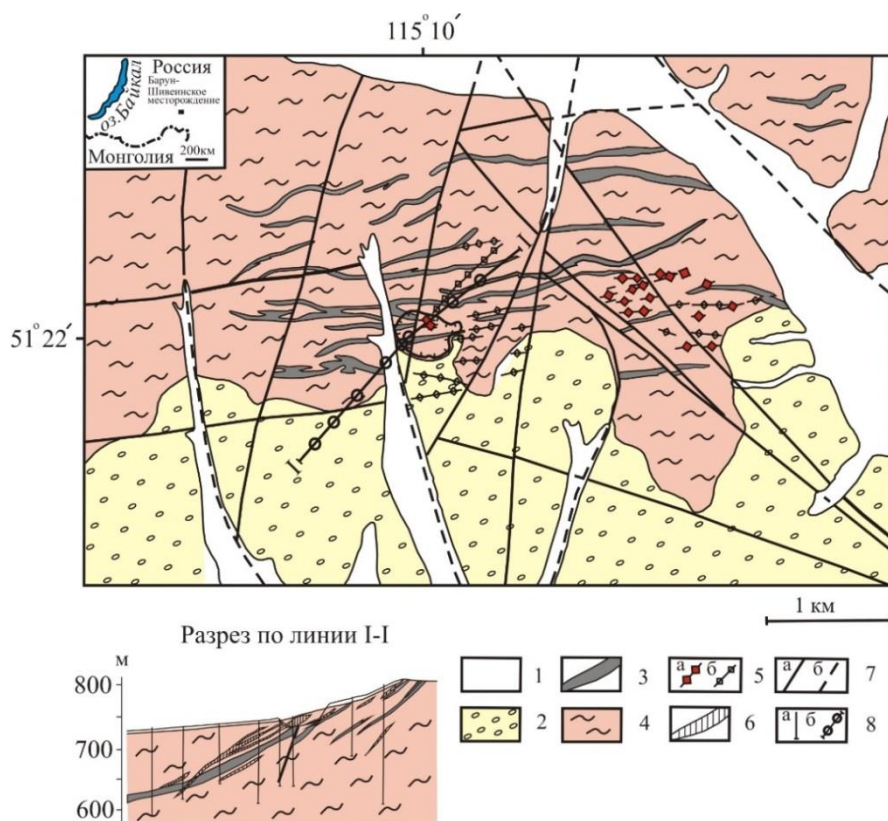 115° 10′
Россия
Барун-
Шивеинское
месторождение
оз. Байкал
Монголия
200км
51° 22′
I
I
1 км
Разрез по линии I-I
м
800
700
600
1
3
а
б
5
а
б
7
2
4
6
а
б
8